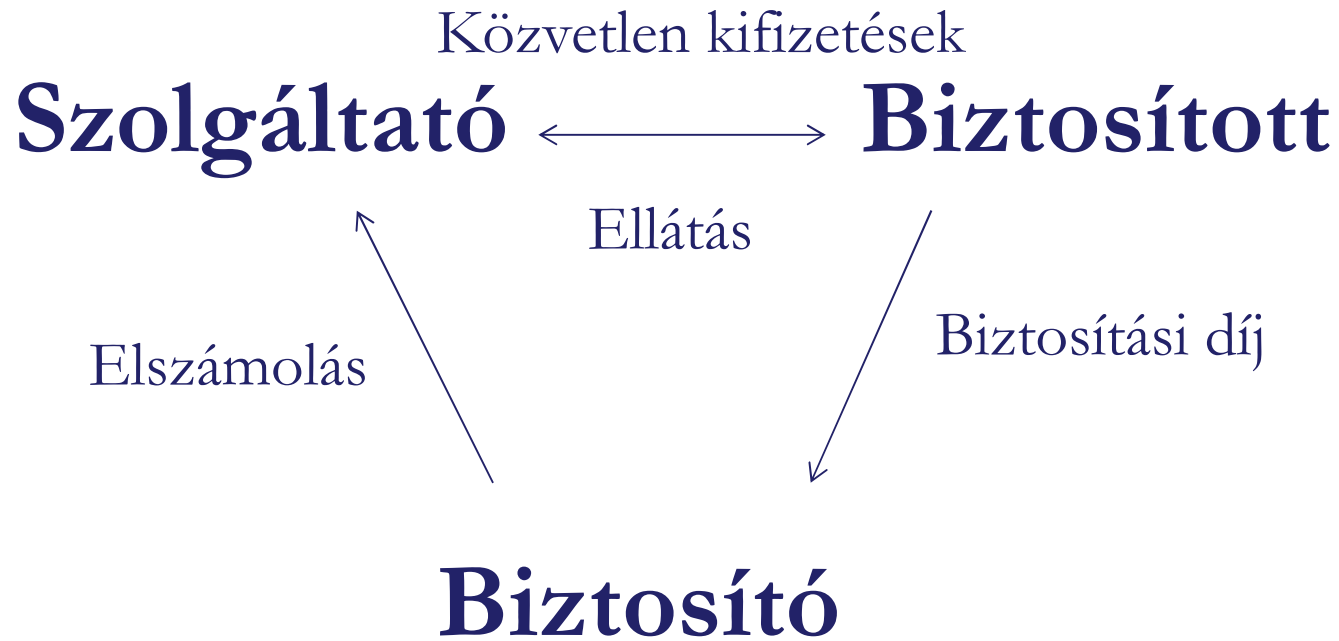 Közvetlen kifizetések
Szolgáltató
Biztosított
Ellátás
Biztosítási díj
Elszámolás
Biztosító